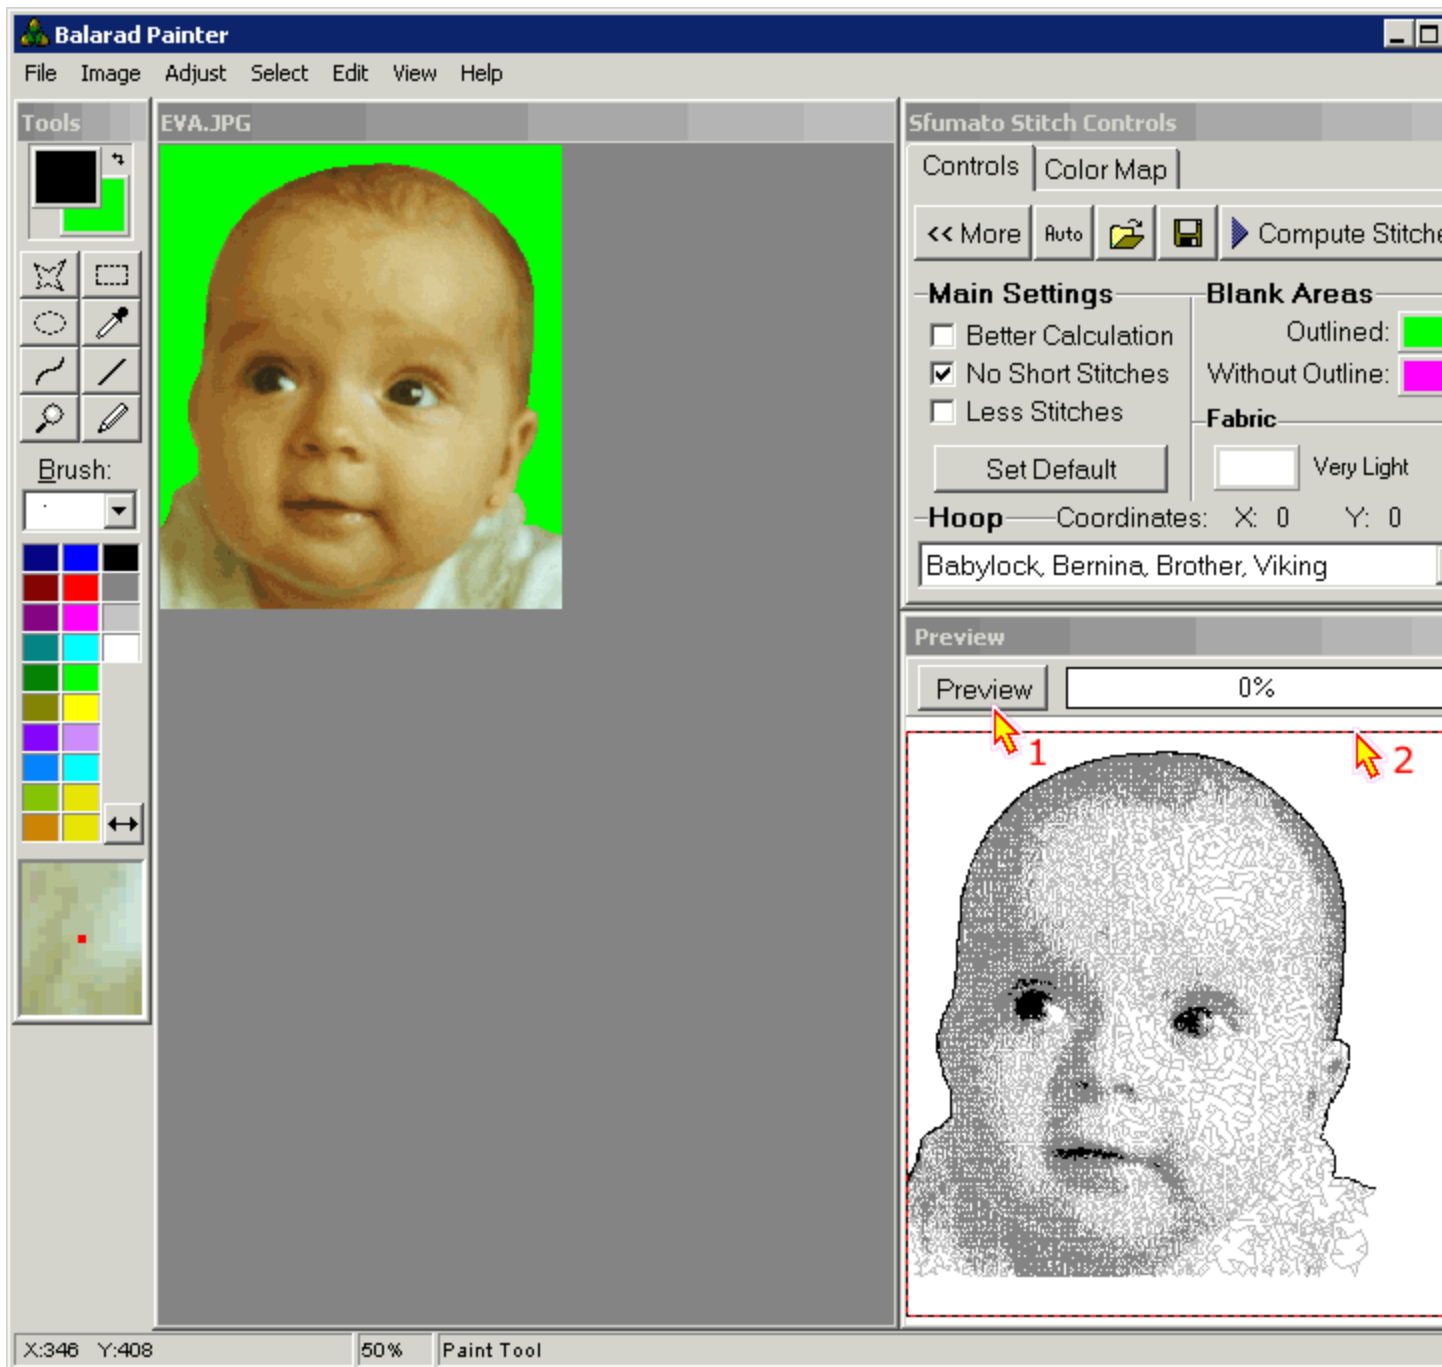 Balarad Painter
File Image Adjust Select Edit View Help
Tools
EVA.JPG
Sfumato Stitch Controls
Controls Color Map
<< More Auto Compute Stitche
Main Settings
Blank Areas
Better Calculation
Outlined:
No Short Stitches
Without Outline:
Less Stitches
Fabric
Set Default
Very Light
Brush:
Hoop Coordinates: X: 0 Y: 0
Babylock, Bernina, Brother, Viking
Preview
Preview 0%
1
2
X:346 Y:408 50% Paint Tool